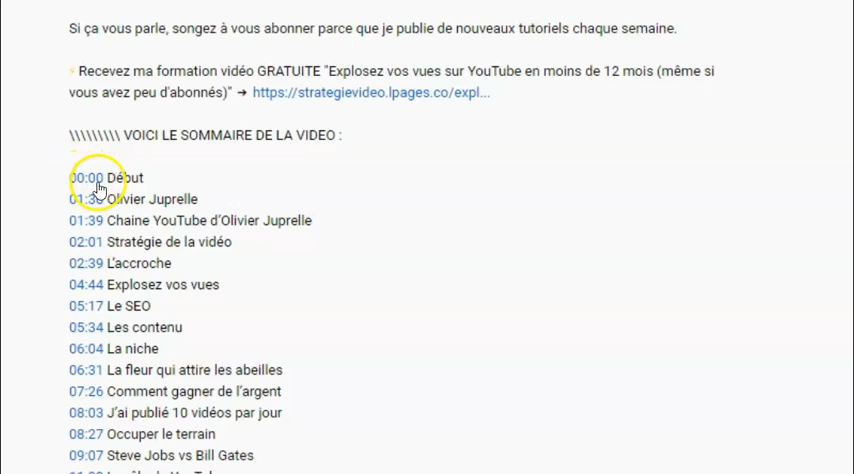 Si ça vous parle, songez à vous abonner parce que je publie de nouveaux tutoriels chaque semaine.
⚡ Recevez ma formation vidéo GRATUITE "Explosez vos vues sur YouTube en moins de 12 mois (même si
vous avez peu d'abonnés)" ➔ https://strategievideo.lpages.co/expl...
\\\\\\\\\ VOICI LE SOMMAIRE DE LA VIDEO :
00:00 Début
Olivier Juprelle
01:39 Chaine YouTube d'Olivier Juprelle
02:01 Stratégie de la vidéo
02:39 L'accroche
04:44 Explosez vos vues
05:17 Le SEO
05:34 Les contenu
06:04 La niche
06:31 La fleur qui attire les abeilles
07:26 Comment gagner de l'argent
08:03 J'ai publié 10 vidéos par jour
08:27 Occuper le terrain
09:07 Steve Jobs vs Bill Gates